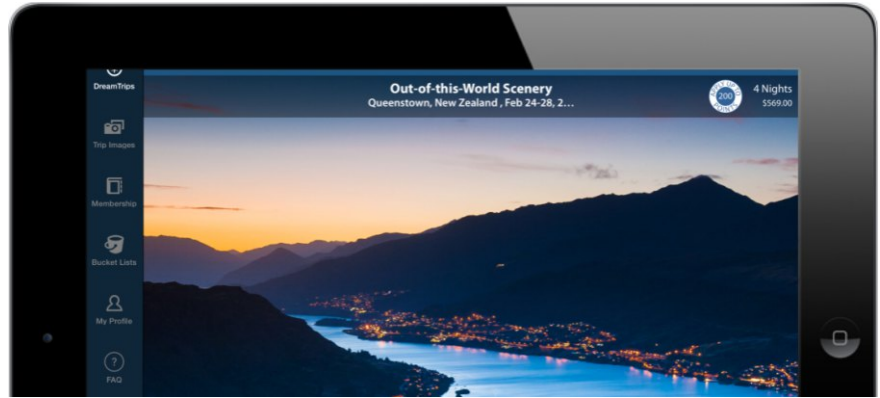 DreamTrips
Trip Images
Membership
Bucket Lists
My Profile
?
FAQ
Out-of-this-World Scenery
Queenstown, New Zealand , Feb 24-28, 2...
200
POINTS
4 Nights
$569.00